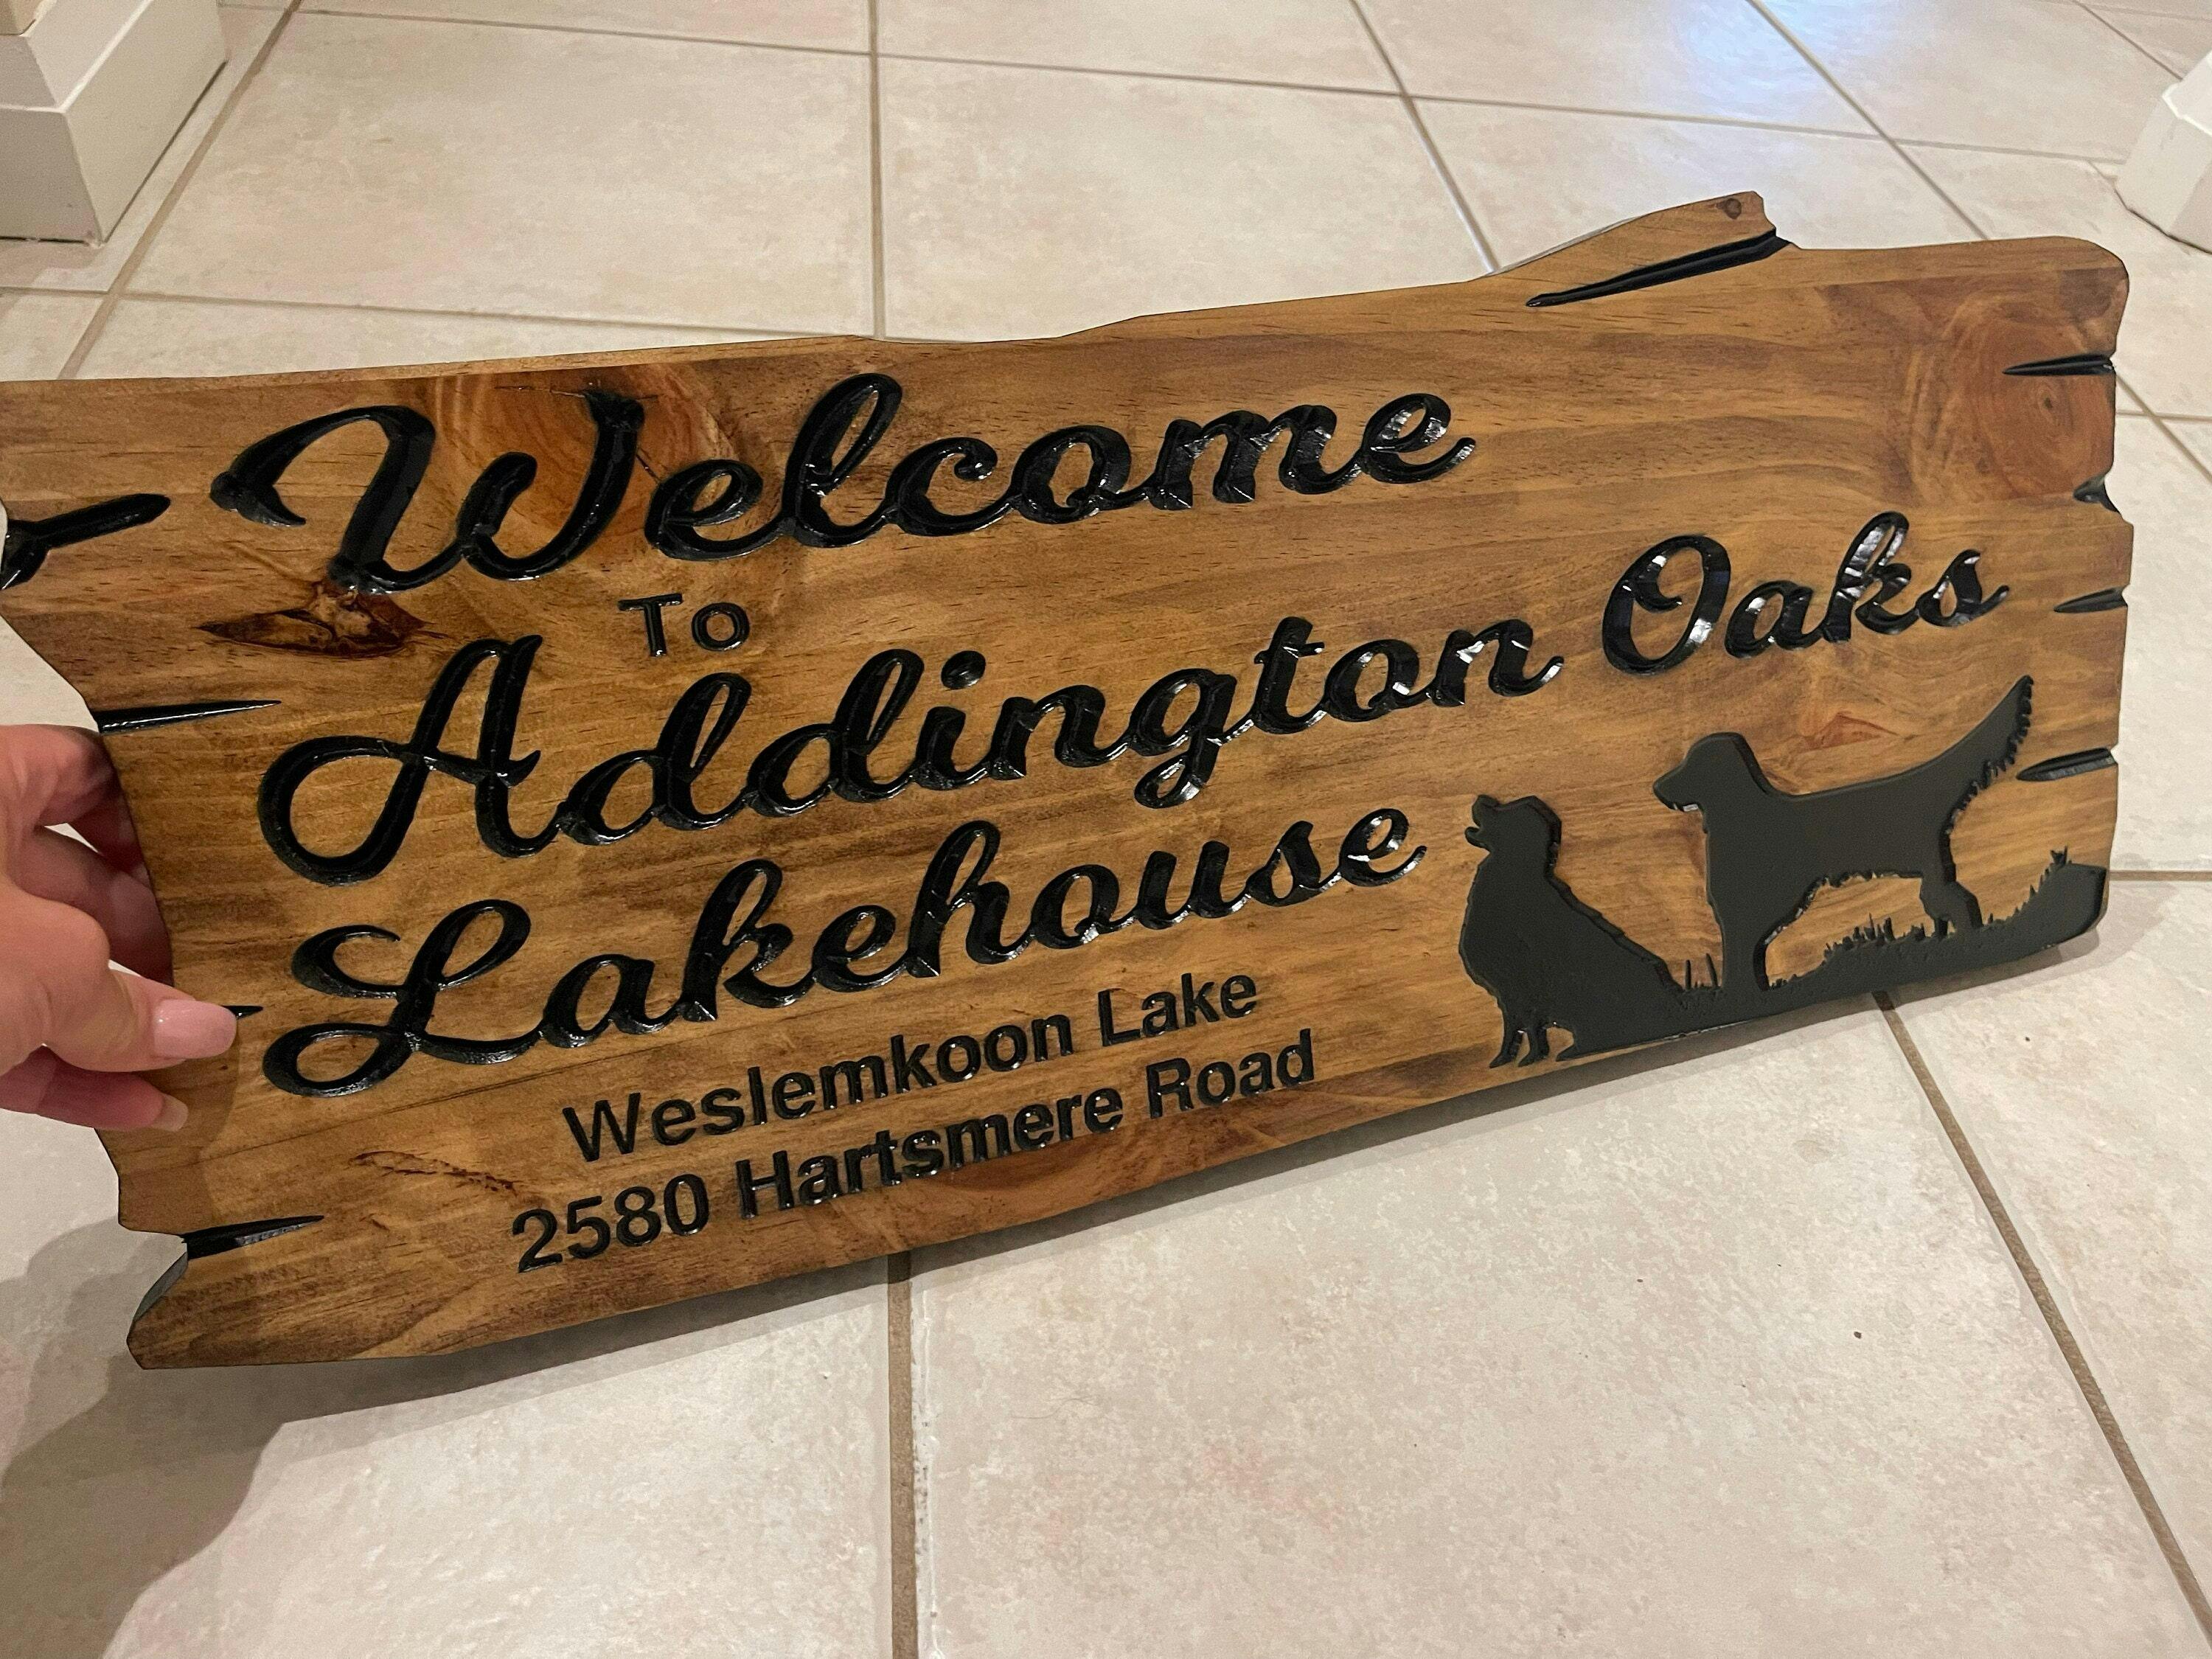 Welcome
To
Addington Oaks
Lakehouse
Weslemkoon Lake
2580 Hartsmere Road